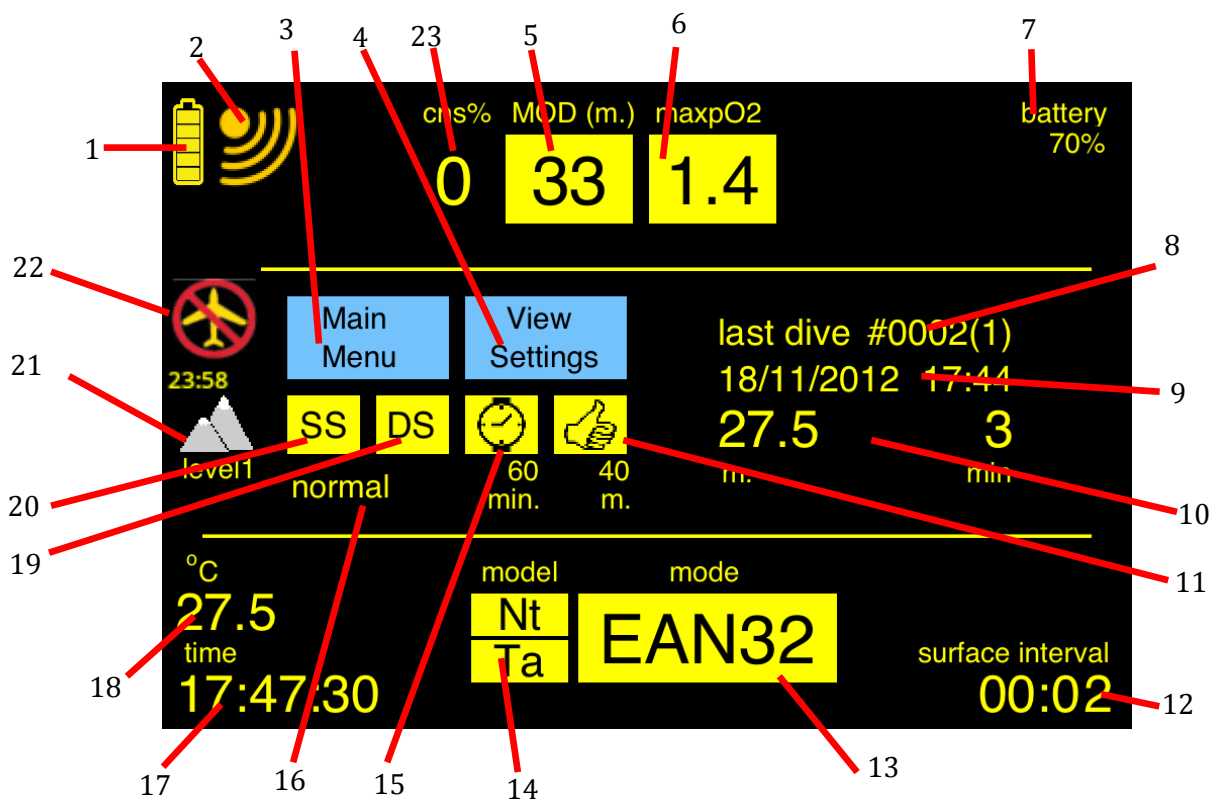 3 4 23 5 6 7
2
cns% MOD (m.) maxpO2 battery
70%
1
0 33 1.4
8
22
Main Menu
View Settings
last dive #0002(1)
23:58
18/11/2012 17:44
21
9
SS DS
27.5 3
level1
60 min.
40 m.
m. min
normal
20
10
19
°C
model mode
11
27.5
Nt
Ta
EAN32
time
surface interval
18
17:47:30
00:02
12
17 16 15 14 13